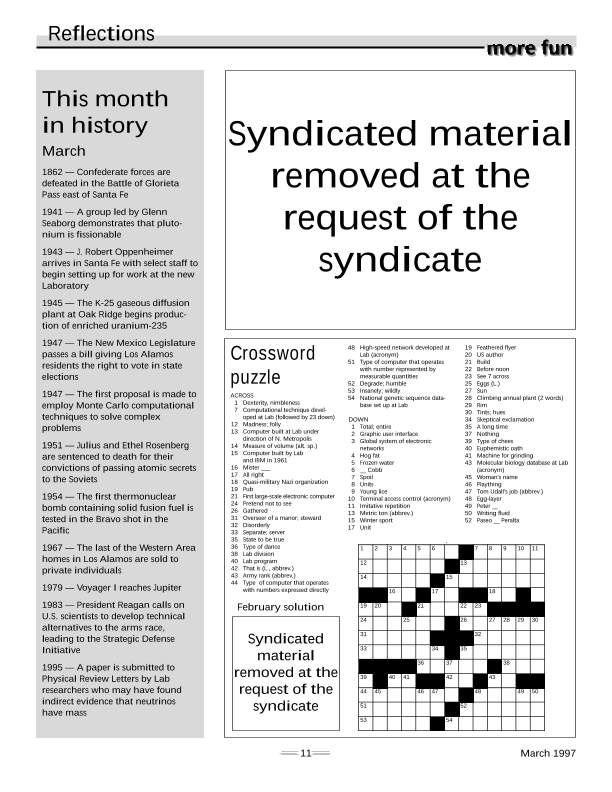 Reflections
more fun
This month
in history
March
1862 — Confederate forces are
defeated in the Battle of Glorieta
Pass east of Santa Fe
1941 — A group led by Glenn
Seaborg demonstrates that pluto-
nium is fissionable
1943 — J. Robert Oppenheimer
arrives in Santa Fe with select staff to
begin setting up for work at the new
Laboratory
1945 — The K-25 gaseous diffusion
plant at Oak Ridge begins produc-
tion of enriched uranium-235
1947 — The New Mexico Legislature
passes a bill giving Los Alamos
residents the right to vote in state
elections
1947 — The first proposal is made to
employ Monte Carlo computational
techniques to solve complex
problems
1951 — Julius and Ethel Rosenberg
are sentenced to death for their
convictions of passing atomic secrets
to the Soviets
1954 — The first thermonuclear
bomb containing solid fusion fuel is
tested in the Bravo shot in the
Pacific
1967 — The last of the Western Area
homes in Los Alamos are sold to
private individuals
1979 — Voyager I reaches Jupiter
1983 — President Reagan calls on
U.S. scientists to develop technical
alternatives to the arms race,
leading to the Strategic Defense
Initiative
1995 — A paper is submitted to
Physical Review Letters by Lab
researchers who may have found
indirect evidence that neutrinos
have mass
Syndicated material
removed at the
request of the
syndicate
Crossword
puzzle
ACROSS
1 Dexterity, nimbleness
7 Computational technique devel-
oped at Lab (followed by 23 down)
12 Madness; folly
13 Computer built at Lab under
direction of N. Metropolis
14 Measure of volume (alt. sp.)
15 Computer built by Lab
and IBM in 1961
16 Mister ___
17 All right
18 Quasi-military Nazi organization
19 Pub
21 First large-scale electronic computer
24 Pretend not to see
26 Gathered
31 Overseer of a manor; steward
32 Disorderly
33 Separate; server
35 State to be true
36 Type of dance
38 Lab division
40 Lab program
42 That is (L., abbrev.)
43 Army rank (abbrev.)
44 Type of computer that operates
with numbers expressed directly
48 High-speed network developed at
Lab (acronym)
51 Type of computer that operates
with number represented by
measurable quantities
52 Degrade; humble
53 Insanely; wildly
54 National genetic sequence data-
base set up at Lab
DOWN
1 Total; entire
2 Graphic user interface
3 Global system of electronic
networks
4 Hog fat
5 Frozen water
6 __ Cobb
7 Spoil
8 Units
9 Young lice
10 Terminal access control (acronym)
11 Imitative repetition
13 Metric ton (abbrev.)
15 Winter sport
17 Unit
19 Feathered flyer
20 US author
21 Build
22 Before noon
23 See 7 across
25 Eggs (L.)
27 Sun
28 Climbing annual plant (2 words)
29 Rim
30 Tints; hues
34 Skeptical exclamation
35 A long time
37 Nothing
39 Type of chees
40 Euphemistic oath
41 Machine for grinding
43 Molecular biology database at Lab
(acronym)
45 Woman's name
46 Plaything
47 Tom Udall's job (abbrev.)
48 Egg-layer
49 Peter __
50 Writing fluid
52 Paseo __ Peralta
February solution
Syndicated
material
removed at the
request of the
syndicate
1 2 3 4 5 6 7 8 9 10 11
12 13
14 15
16 17 18
19 20 21 22 23
24 25 26 27 28 29 30
31 32
33 34 35
36 37 38
39 40 41 42 43
44 45 46 47 48 49 50
51 52
53 54
11
March 1997